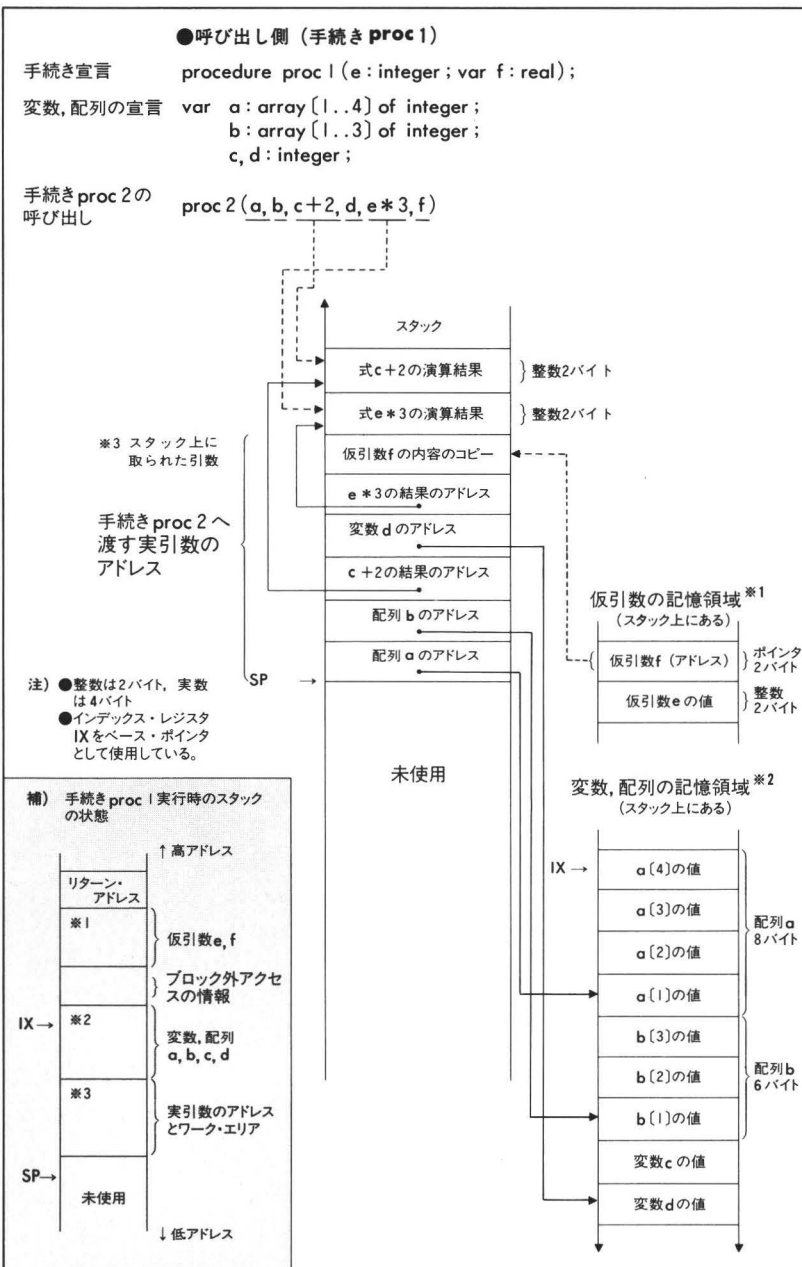 ●呼び出し側 (手続きproc1)
手続き宣言 procedure proc1(e:integer;var f:real);
変数,配列の宣言 var a:array〔1..4〕of integer;
b:array〔1..3〕of integer;
c,d:integer;
手続きproc2の
呼び出し
proc2(a,b,c+2,d,e*3,f)
スタック
式c+2の演算結果
}整数2バイト
式e*3の演算結果
}整数2バイト
※3 スタック上に
取られた引数
仮引数fの内容のコピー
e*3の結果のアドレス
手続きproc2へ
渡す実引数の
アドレス
変数dのアドレス
c+2の結果のアドレス
配列bのアドレス
配列aのアドレス
SP →
未使用
仮引数の記憶領域※1
(スタック上にある)
仮引数f(アドレス)
}ポインタ
2バイト
仮引数eの値
}整数
2バイト
注) ●整数は2バイト,実数
は4バイト
●インデックス・レジスタ
IXをベース・ポインタ
として使用している。
変数,配列の記憶領域※2
(スタック上にある)
IX →
a〔4〕の値
a〔3〕の値
a〔2〕の値
a〔1〕の値
配列a
8バイト
b〔3〕の値
b〔2〕の値
b〔1〕の値
配列b
6バイト
変数cの値
変数dの値
補) 手続きproc1実行時のスタック
の状態
↑高アドレス
リターン・
アドレス
※1
仮引数e,f
ブロック外アクセ
スの情報
IX→
※2
変数,配列
a,b,c,d
※3
実引数のアドレス
とワーク・エリア
SP→
未使用
↓低アドレス